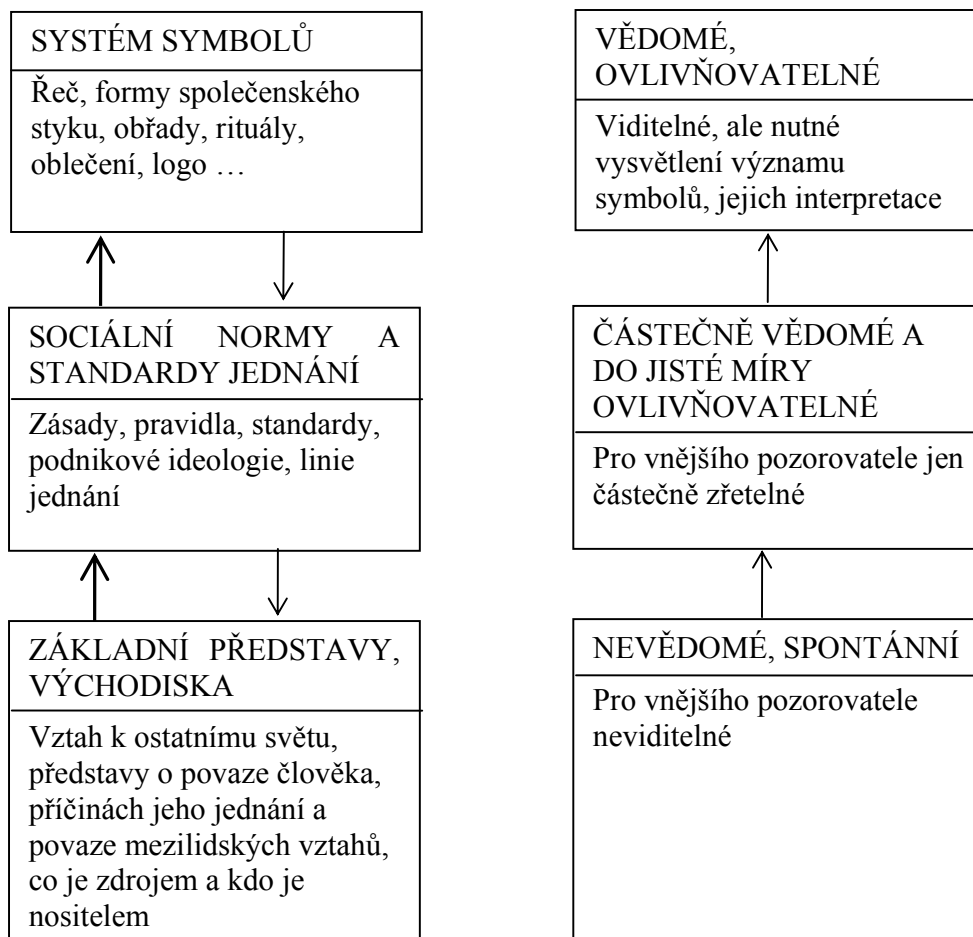 SYSTÉM SYMBOLŮ
Řeč, formy společenského
styku, obřady, rituály,
oblečení, logo …
VĚDOMÉ,
OVLIVŇOVATELNÉ
Viditelné, ale nutné
vysvětlení významu
symbolů, jejich interpretace
SOCIÁLNÍ NORMY A
STANDARDY JEDNÁNÍ
Zásady, pravidla, standardy,
podnikové ideologie, linie
jednání
ČÁSTEČNĚ VĚDOMÉ A
DO JISTÉ MÍRY
OVLIVŇOVATELNÉ
Pro vnějšího pozorovatele jen
částečně zřetelné
ZÁKLADNÍ PŘEDSTAVY,
VÝCHODISKA
Vztah k ostatnímu světu,
představy o povaze člověka,
příčinách jeho jednání a
povaze mezilidských vztahů,
co je zdrojem a kdo je
nositelem
NEVĚDOMÉ, SPONTÁNNÍ
Pro vnějšího pozorovatele
neviditelné